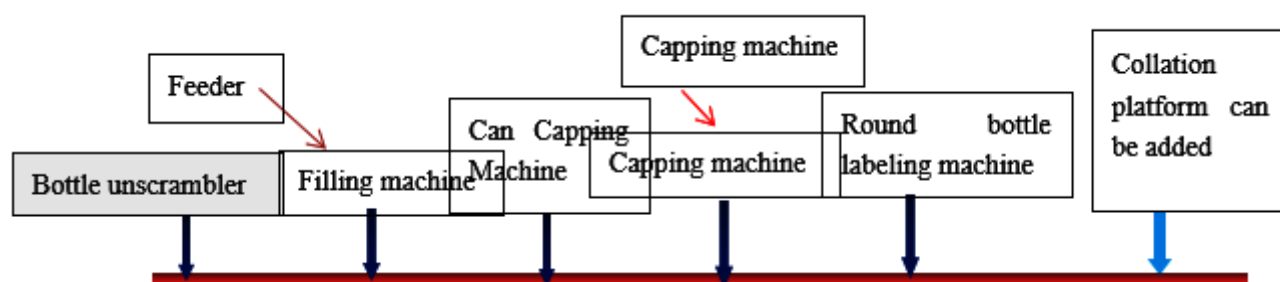 Capping machine
Feeder
Collation
platform can
be added
Can Capping
Machine
Round bottle
labeling machine
Bottle unscrambler
Filling machine
Capping machine